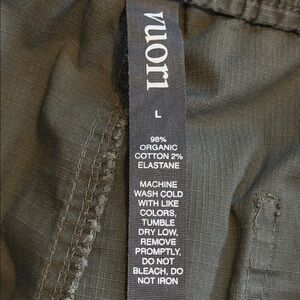 vuori
L
98%
ORGANIC
COTTON 2%
ELASTANE
MACHINE
WASH COLD
WITH LIKE
COLORS,
TUMBLE
DRY LOW,
REMOVE
PROMPTLY,
DO NOT
BLEACH, DO
NOT IRON